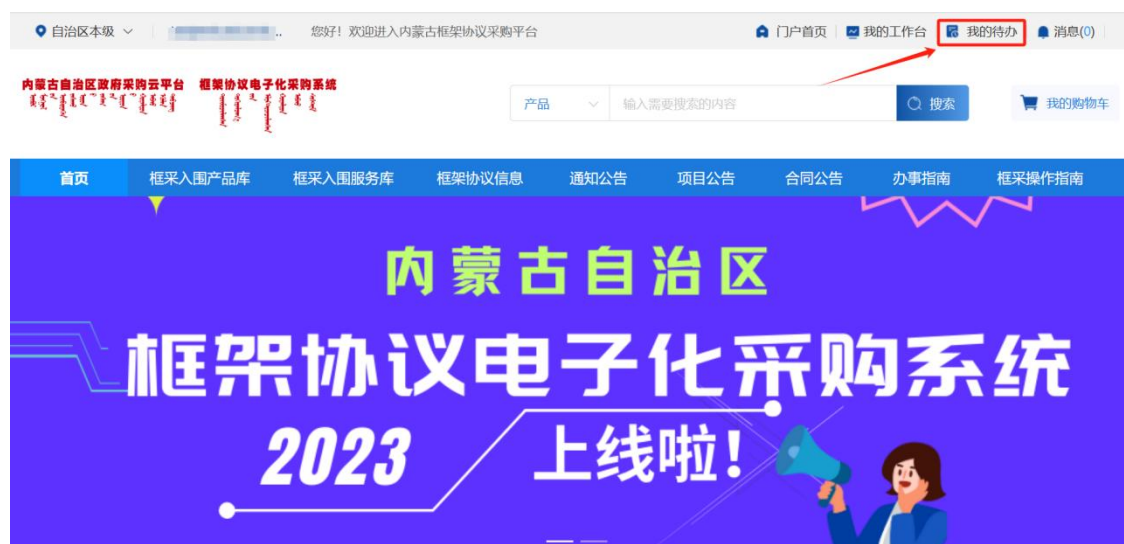 自治区本级 您好！欢迎进入内蒙古框架协议采购平台 门户首页 我的工作台 我的待办 消息(0)
内蒙古自治区政府采购云平台 框架协议电子化采购系统
产品 输入需要搜索的内容 搜索 我的购物车
首页 框采入围产品库 框采入围服务库 框架协议信息 通知公告 项目公告 合同公告 办事指南 框采操作指南
内蒙古自治区
框架协议电子化采购系统
2023 上线啦！